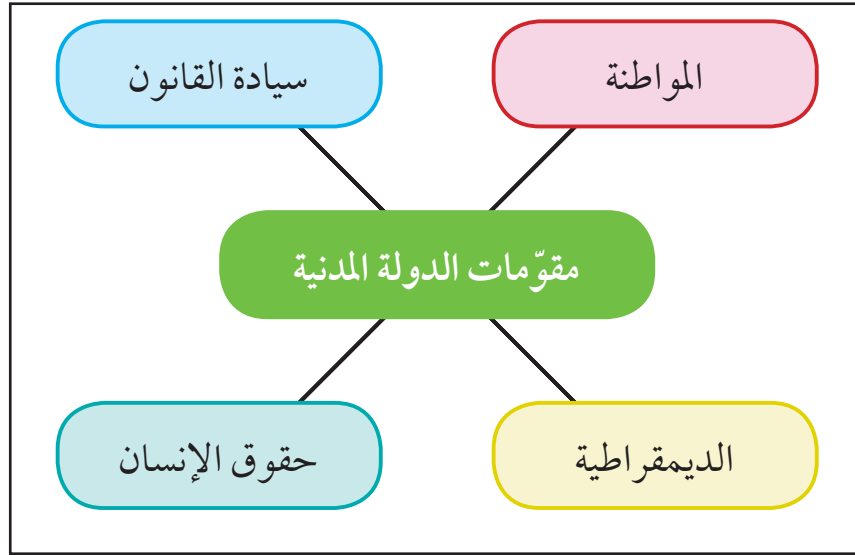 المواطنة
سيادة القانون
مقوّمات الدولة المدنية
الديمقراطية
حقوق الإنسان